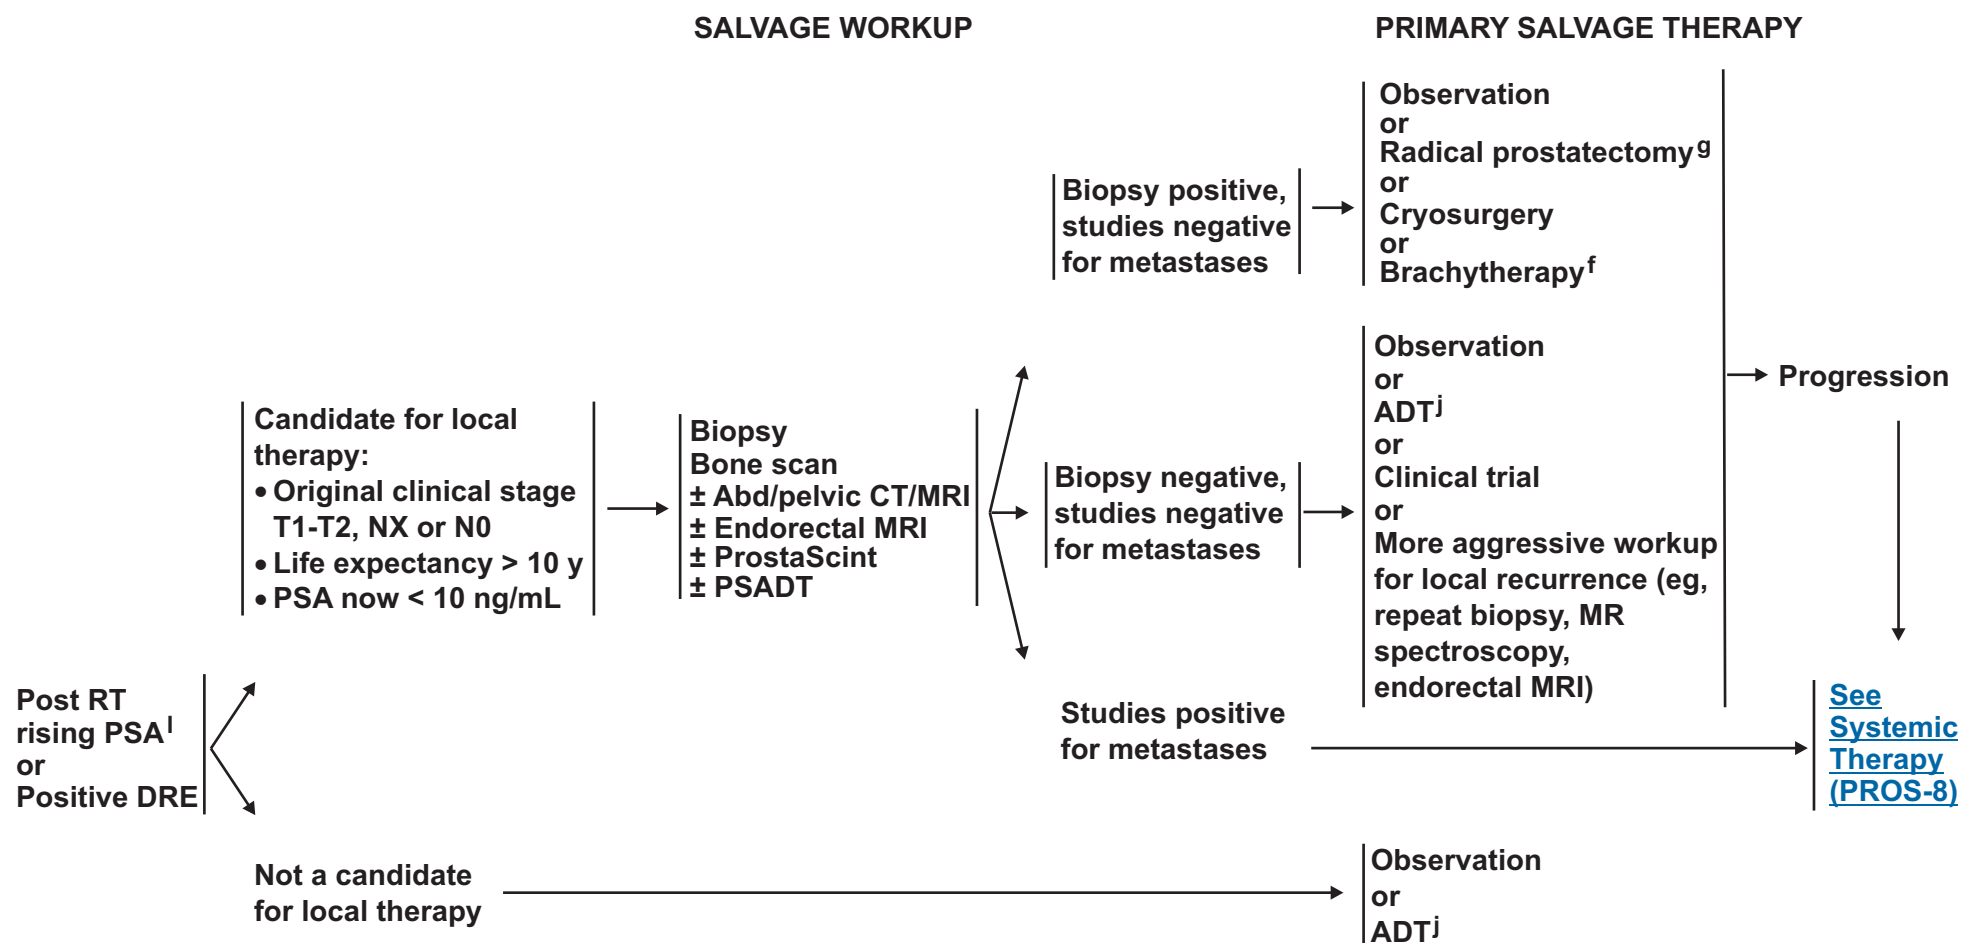 SALVAGE WORKUP
PRIMARY SALVAGE THERAPY
Post RT
rising PSAˡ
or
Positive DRE
Candidate for local
therapy:
• Original clinical stage
T1-T2, NX or N0
• Life expectancy > 10 y
• PSA now < 10 ng/mL
Biopsy
Bone scan
± Abd/pelvic CT/MRI
± Endorectal MRI
± ProstaScint
± PSADT
Biopsy positive,
studies negative
for metastases
Observation
or
Radical prostatectomyᵍ
or
Cryosurgery
or
Brachytherapyᶠ
Biopsy negative,
studies negative
for metastases
Observation
or
ADTʲ
or
Clinical trial
or
More aggressive workup
for local recurrence (eg,
repeat biopsy, MR
spectroscopy,
endorectal MRI)
Progression
Studies positive
for metastases
See
Systemic
Therapy
(PROS-8)
Not a candidate
for local therapy
Observation
or
ADTʲ